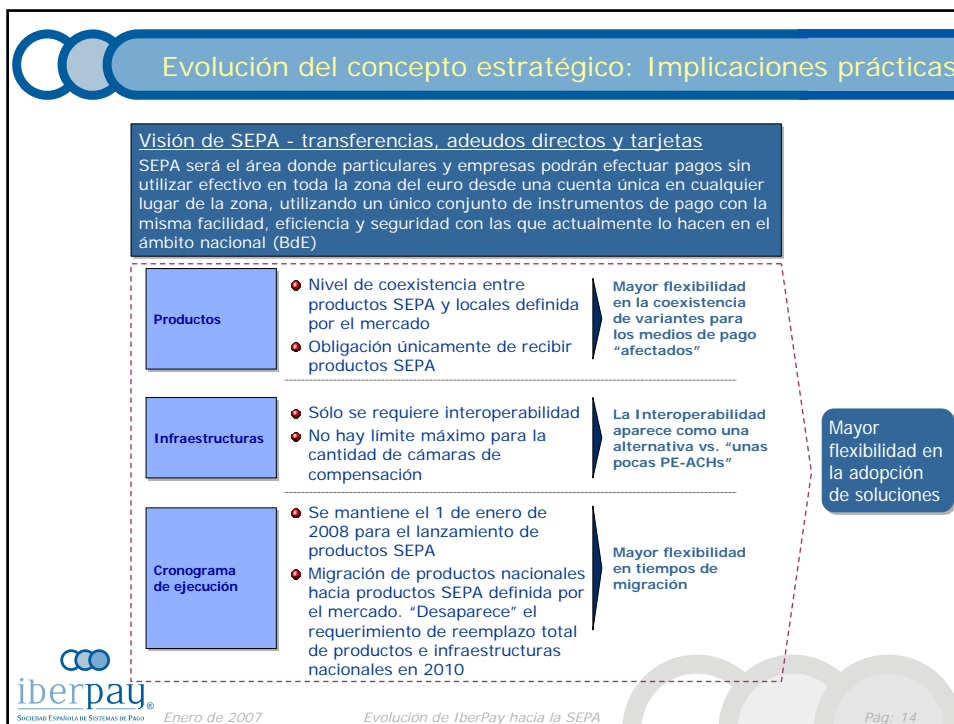 Evolución del concepto estratégico: Implicaciones prácticas
Visión de SEPA - transferencias, adeudos directos y tarjetas
SEPA será el área donde particulares y empresas podrán efectuar pagos sin
utilizar efectivo en toda la zona del euro desde una cuenta única en cualquier
lugar de la zona, utilizando un único conjunto de instrumentos de pago con la
misma facilidad, eficiencia y seguridad con las que actualmente lo hacen en el
ámbito nacional (BdE)
Productos
Nivel de coexistencia entre
productos SEPA y locales definida
por el mercado
Obligación únicamente de recibir
productos SEPA
Mayor flexibilidad
en la coexistencia
de variantes para
los medios de pago
“afectados”
Infraestructuras
Sólo se requiere interoperabilidad
No hay límite máximo para la
cantidad de cámaras de
compensación
La Interoperabilidad
aparece como una
alternativa vs. “unas
pocas PE-ACHs”
Cronograma
de ejecución
Se mantiene el 1 de enero de
2008 para el lanzamiento de
productos SEPA
Migración de productos nacionales
hacia productos SEPA definida por
el mercado. “Desaparece” el
requerimiento de reemplazo total
de productos e infraestructuras
nacionales en 2010
Mayor flexibilidad
en tiempos de
migración
Mayor
flexibilidad en
la adopción
de soluciones
iberpay®
SOCIEDAD ESPAÑOLA DE SISTEMAS DE PAGO
Enero de 2007 Evolución de IberPay hacia la SEPA Pág: 14